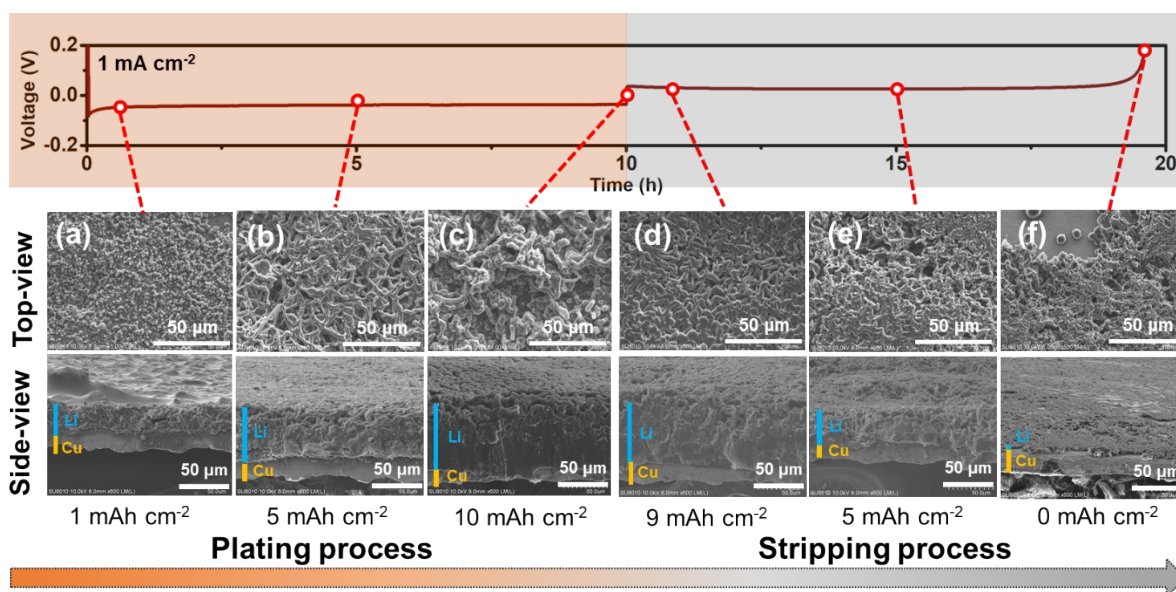 1 mA cm⁻²
Voltage (V)
0.2
0.0
-0.2
0
5
10
15
20
Time (h)
Top-view
(a)
50 µm
(b)
50 µm
(c)
50 µm
(d)
50 µm
(e)
50 µm
(f)
50 µm
Side-view
Li
Cu
50 µm
Li
Cu
50 µm
Li
Cu
50 µm
Li
Cu
50 µm
Li
Cu
50 µm
Li
Cu
50 µm
1 mAh cm⁻²
5 mAh cm⁻²
10 mAh cm⁻²
9 mAh cm⁻²
5 mAh cm⁻²
0 mAh cm⁻²
Plating process
Stripping process